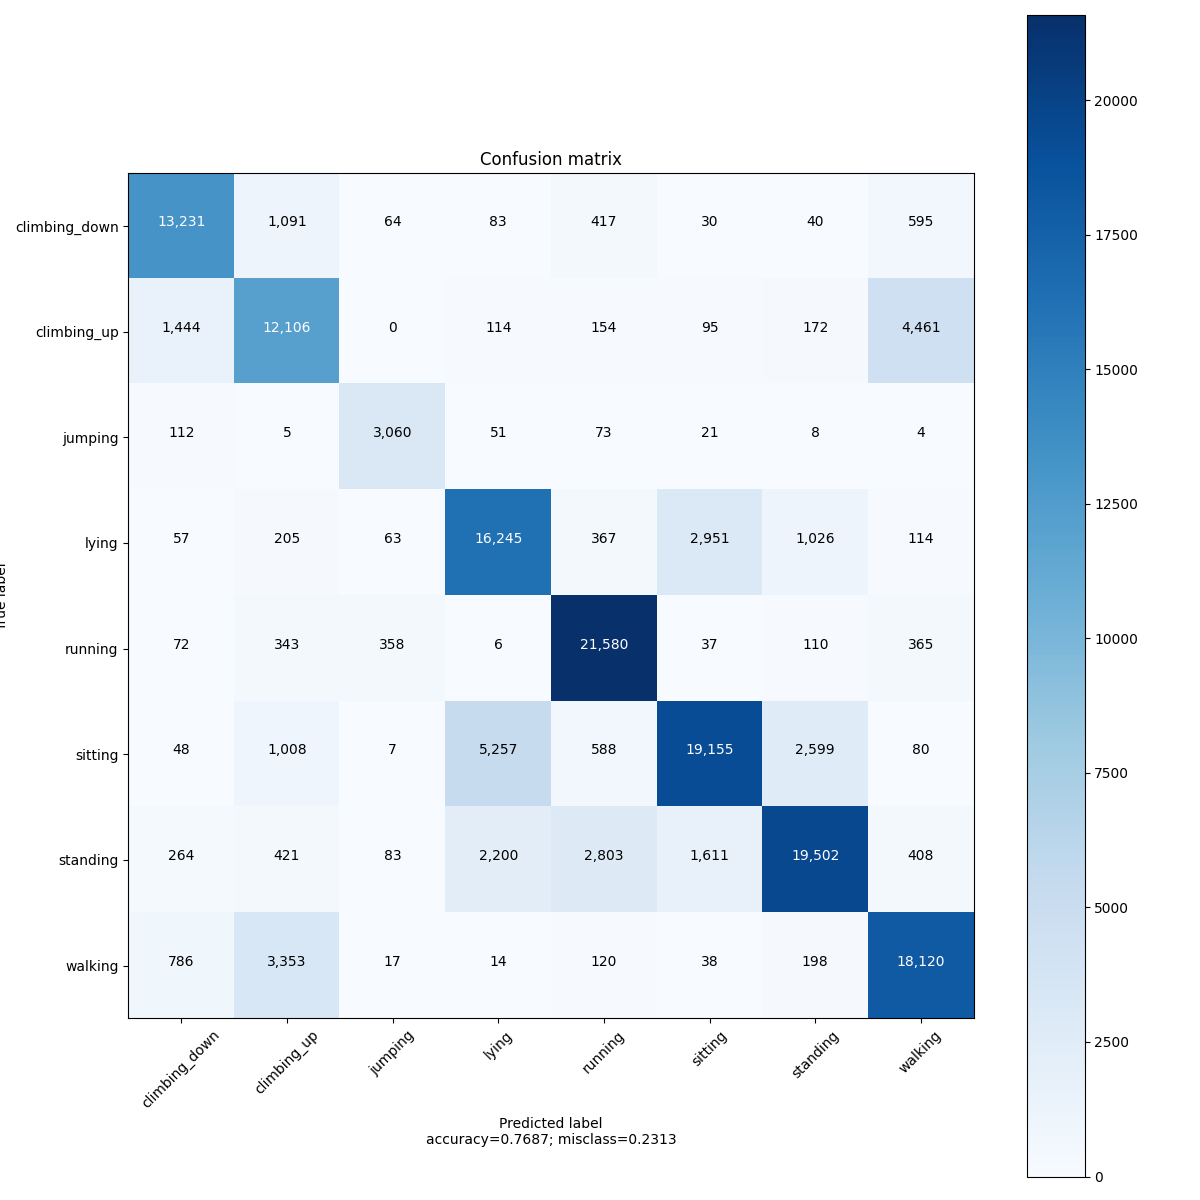 Confusion matrix
climbing_down 13,231 1,091 64 83 417 30 40 595
climbing_up 1,444 12,106 0 114 154 95 172 4,461
jumping 112 5 3,060 51 73 21 8 4
lying 57 205 63 16,245 367 2,951 1,026 114
running 72 343 358 6 21,580 37 110 365
sitting 48 1,008 7 5,257 588 19,155 2,599 80
standing 264 421 83 2,200 2,803 1,611 19,502 408
walking 786 3,353 17 14 120 38 198 18,120
climbing_down climbing_up jumping lying running sitting standing walking
Predicted label
accuracy=0.7687; misclass=0.2313
True label
20000
17500
15000
12500
10000
7500
5000
2500
0